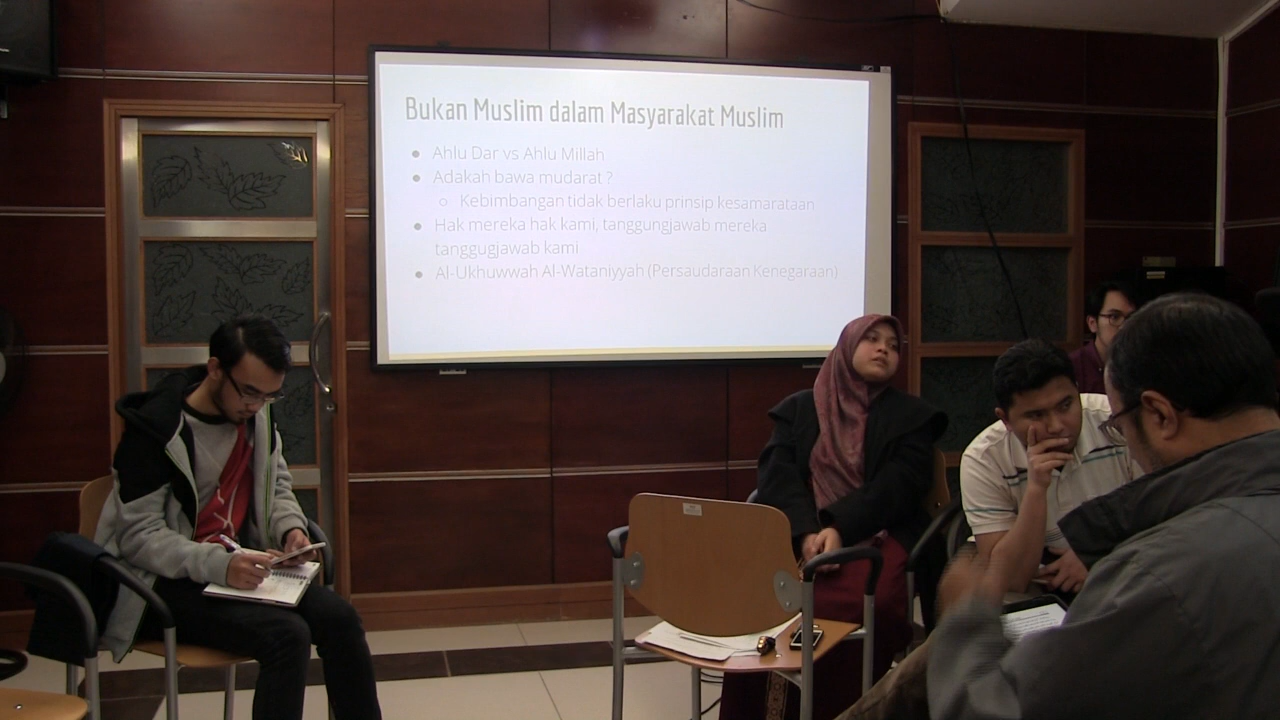 Bukan Muslim dalam Masyarakat Muslim
Ahlu Dar vs Ahlu Millah
Adakah bawa mudarat ?
Kebimbangan tidak berlaku prinsip kesamarataan
Hak mereka hak kami, tanggungjawab mereka
tanggugjawab kami
Al-Ukhuwwah Al-Wataniyyah (Persaudaraan Kenegaraan)